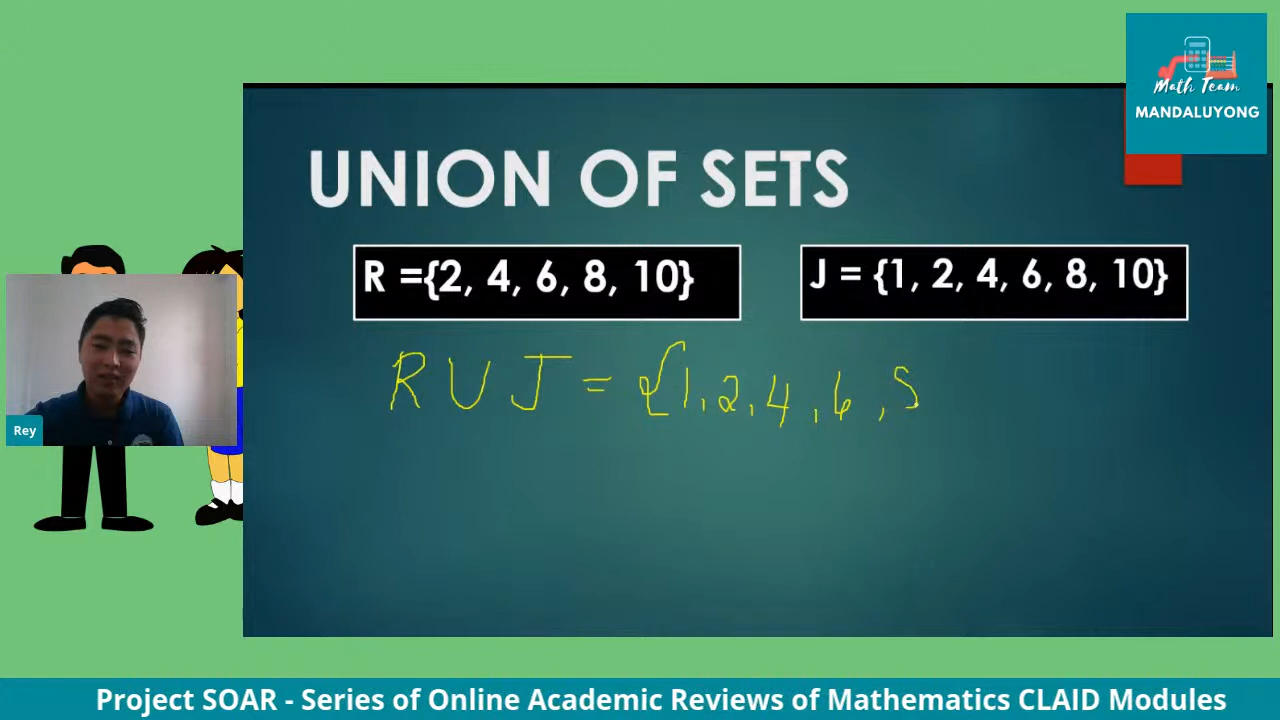 Math Team
MANDALUYONG
UNION OF SETS
R ={2, 4, 6, 8, 10}
J = {1, 2, 4, 6, 8, 10}
R U J = {1, 2, 4, 6, S
Rey
Project SOAR - Series of Online Academic Reviews of Mathematics CLAID Modules